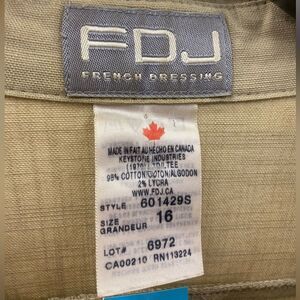 FDJ
FRENCH DRESSING
MADE IN/FAIT AU/HECHO EN CANADA
KEYSTONE INDUSTRIES
(1970) LTD/LTEE
98% COTTON/COTON/ALGODON
2% LYCRA
WWW.FDJ.CA
STYLE 601429S
SIZE
GRANDEUR 16
LOT# 6972
CA00210 RN113224